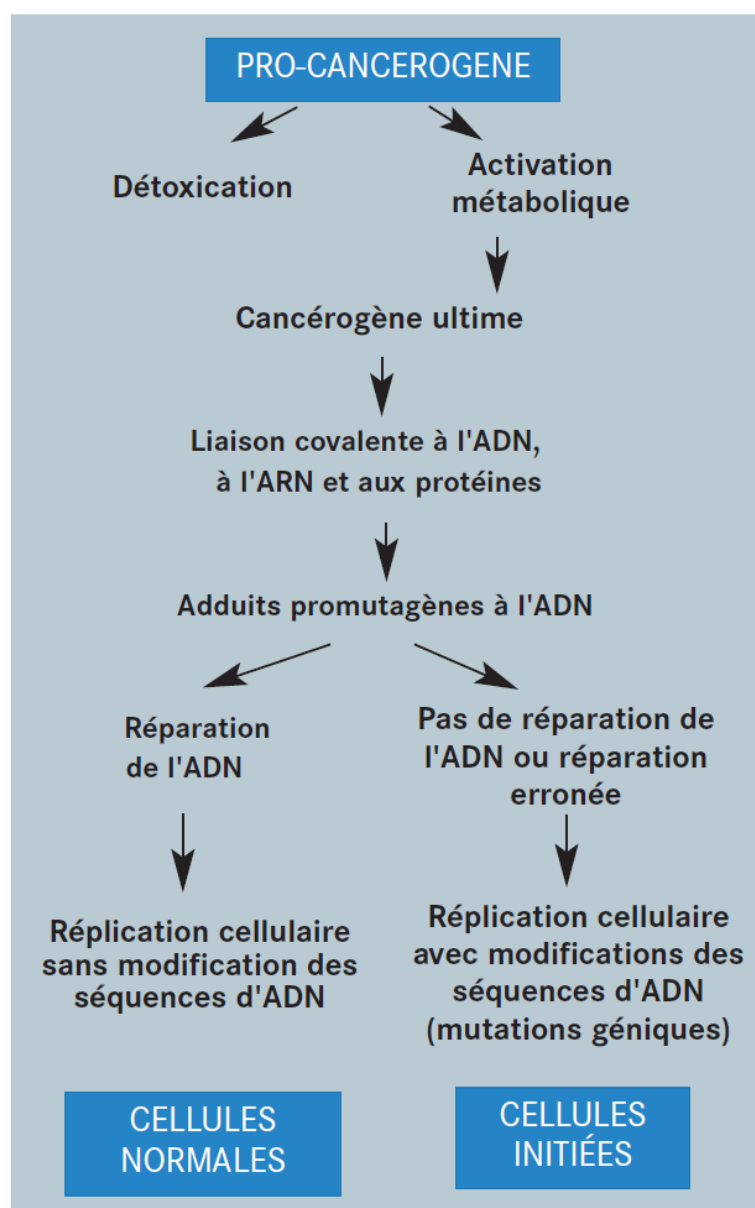 PRO-CANCEROGENE
Détoxication
Activation
métabolique
Cancérogène ultime
Liaison covalente à l'ADN,
à l'ARN et aux protéines
Adduits promutagènes à l'ADN
Réparation
de l'ADN
Pas de réparation de
l'ADN ou réparation
erronée
Réplication cellulaire
sans modification des
séquences d'ADN
Réplication cellulaire
avec modifications des
séquences d'ADN
(mutations géniques)
CELLULES
NORMALES
CELLULES
INITIÉES